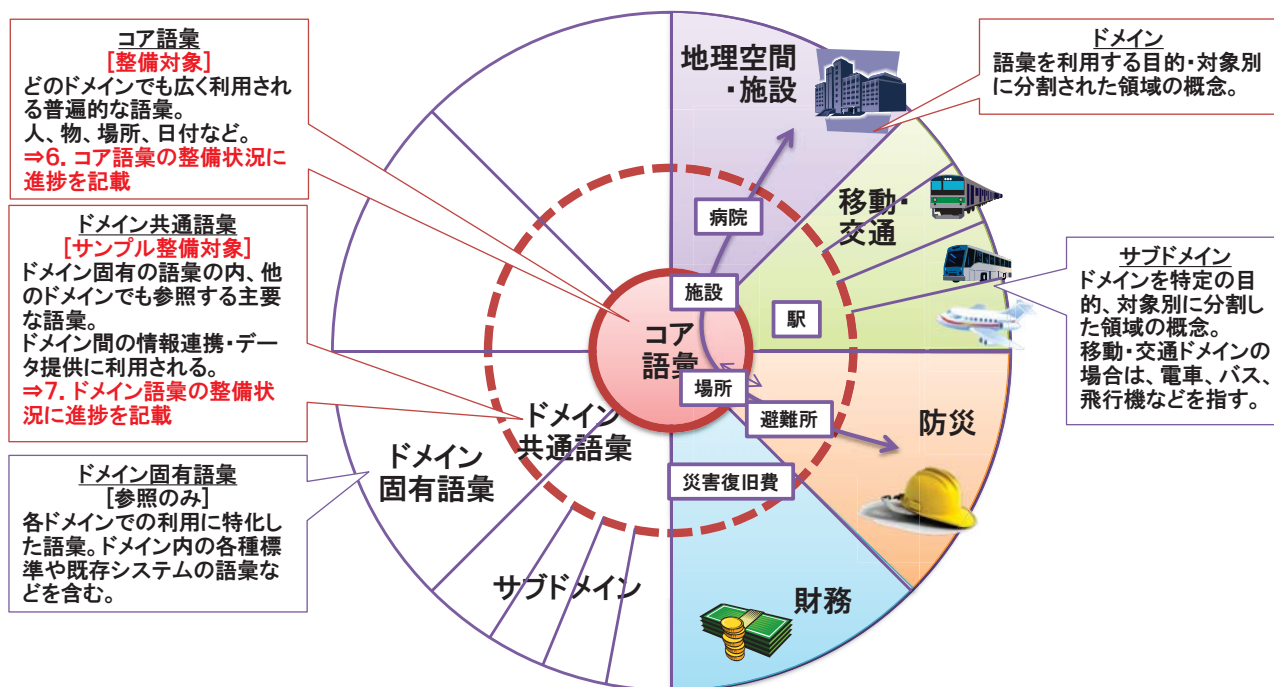 コア語彙
[整備対象]
どのドメインでも広く利用され
る普遍的な語彙。
人、物、場所、日付など。
⇒6. コア語彙の整備状況に
進捗を記載
ドメイン共通語彙
[サンプル整備対象]
ドメイン固有の語彙の内、他
のドメインでも参照する主要
な語彙。
ドメイン間の情報連携・デー
タ提供に利用される。
⇒7. ドメイン語彙の整備状
況に進捗を記載
ドメイン固有語彙
[参照のみ]
各ドメインでの利用に特化し
た語彙。ドメイン内の各種標
準や既存システムの語彙な
どを含む。
地理空間
・施設
病院
移動・
交通
施設
駅
コア
語彙
場所
避難所
防災
ドメイン
共通語彙
ドメイン
固有語彙
災害復旧費
サブドメイン
財務
ドメイン
語彙を利用する目的・対象別
に分割された領域の概念。
サブドメイン
ドメインを特定の目
的、対象別に分割し
た領域の概念。
移動・交通ドメインの
場合は、電車、バス、
飛行機などを指す。